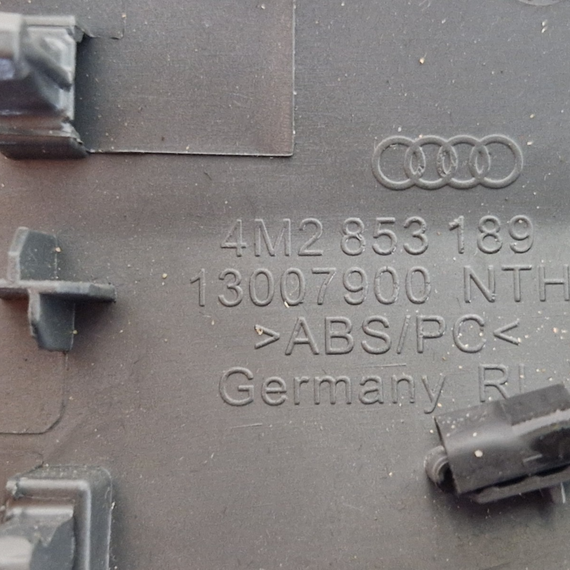 4M2 853 189
13007900 NTH
>ABS/PC<
Germany